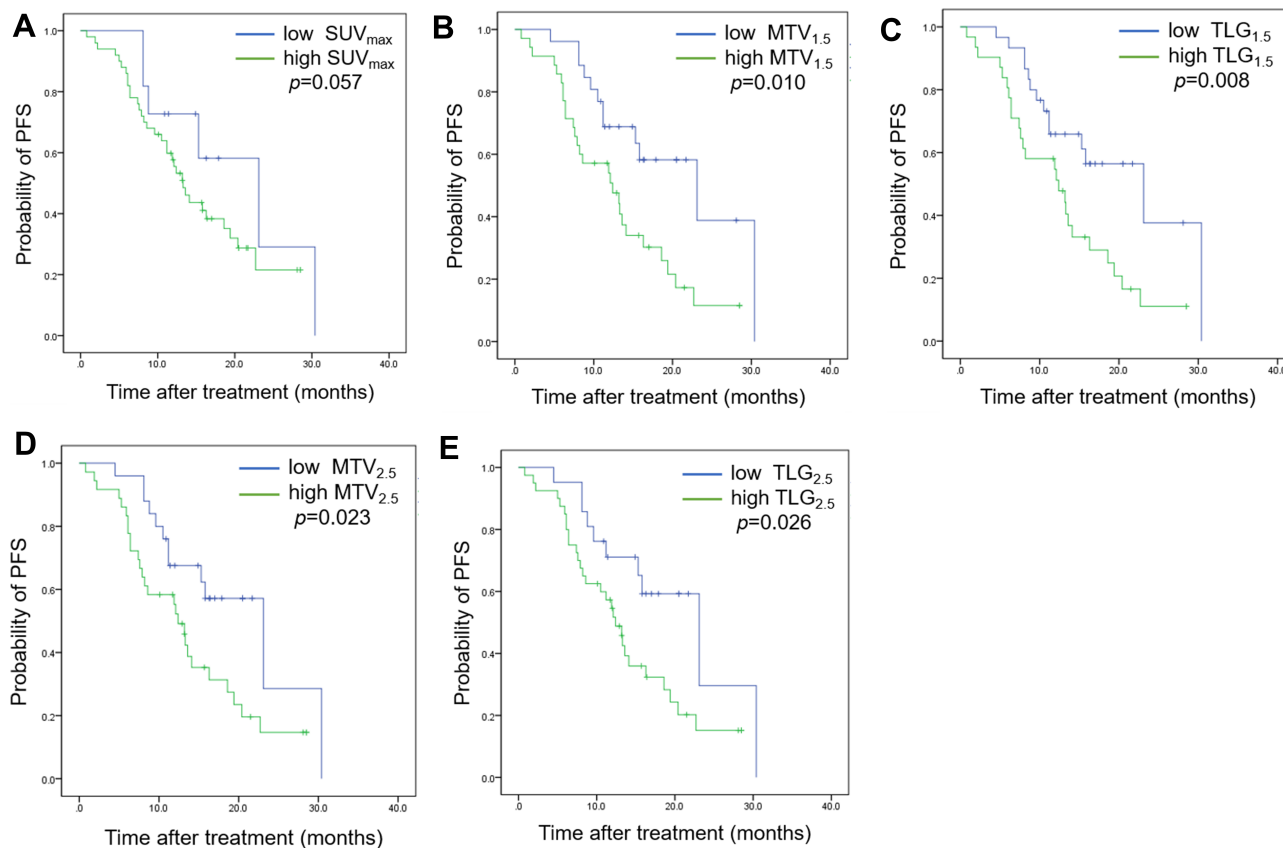 A
low SUVmax
high SUVmax
p=0.057
Probability of PFS
1.0
0.8
0.6
0.4
0.2
0.0
.0 10.0 20.0 30.0 40.0
Time after treatment (months)
B
low MTV1.5
high MTV1.5
p=0.010
Probability of PFS
1.0
0.8
0.6
0.4
0.2
0.0
.0 10.0 20.0 30.0 40.0
Time after treatment (months)
C
low TLG1.5
high TLG1.5
p=0.008
Probability of PFS
1.0
0.8
0.6
0.4
0.2
0.0
.0 10.0 20.0 30.0 40.0
Time after treatment (months)
D
low MTV2.5
high MTV2.5
p=0.023
Probability of PFS
1.0
0.8
0.6
0.4
0.2
0.0
.0 10.0 20.0 30.0 40.0
Time after treatment (months)
E
low TLG2.5
high TLG2.5
p=0.026
Probability of PFS
1.0
0.8
0.6
0.4
0.2
0.0
.0 10.0 20.0 30.0 40.0
Time after treatment (months)